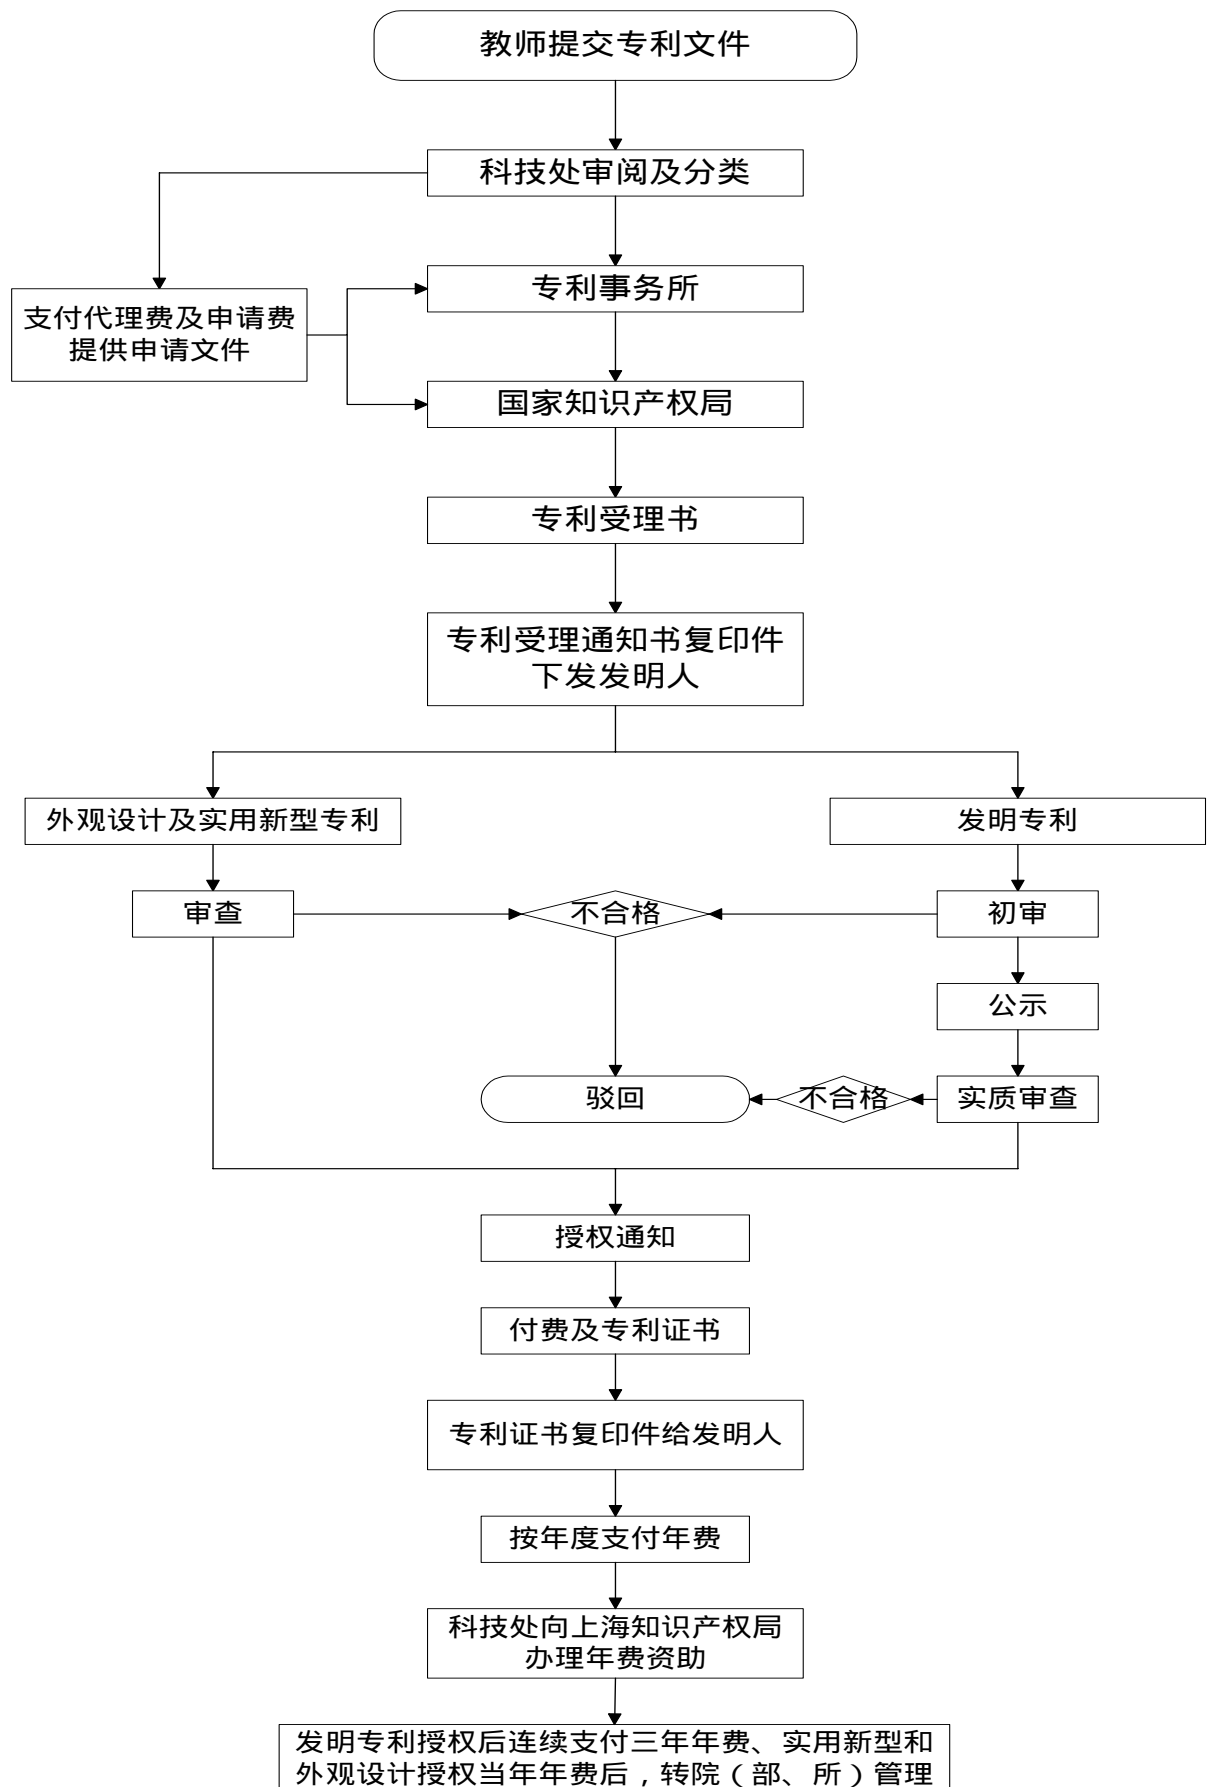 教师提交专利文件
科技处审阅及分类
专利事务所
支付代理费及申请费
提供申请文件
国家知识产权局
专利受理书
专利受理通知书复印件
下发发明人
外观设计及实用新型专利
发明专利
审查
不合格
初审
公示
驳回
不合格
实质审查
授权通知
付费及专利证书
专利证书复印件给发明人
按年度支付年费
科技处向上海知识产权局
办理年费资助
发明专利授权后连续支付三年年费、实用新型和
外观设计授权当年年费后，转院（部、所）管理